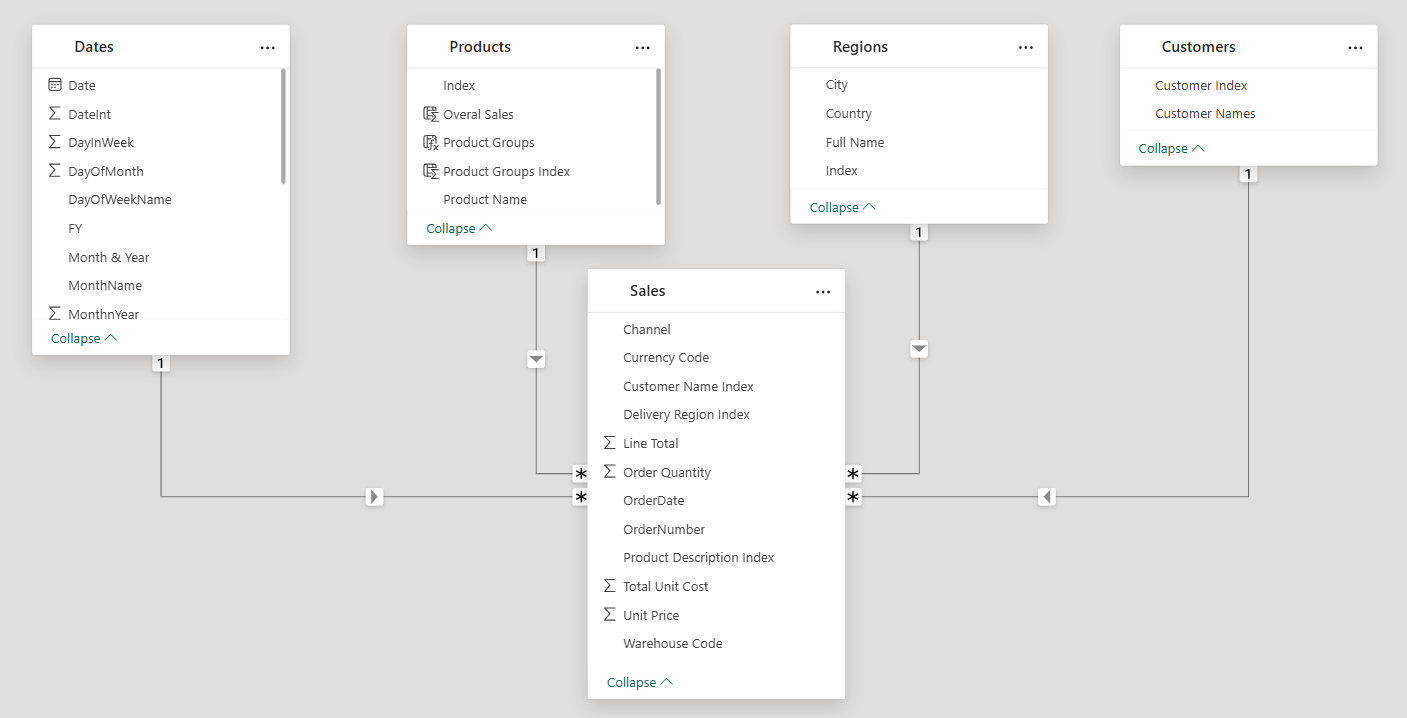 Dates
Date
DateInt
DayInWeek
DayOfMonth
DayOfWeekName
FY
Month & Year
MonthName
MonthnYear
Collapse
1
Products
Index
Overal Sales
Product Groups
Product Groups Index
Product Name
Collapse
1
Regions
City
Country
Full Name
Index
Collapse
1
Customers
Customer Index
Customer Names
Collapse
1
Sales
Channel
Currency Code
Customer Name Index
Delivery Region Index
Line Total
Order Quantity
OrderDate
OrderNumber
Product Description Index
Total Unit Cost
Unit Price
Warehouse Code
Collapse
*
*
*
*